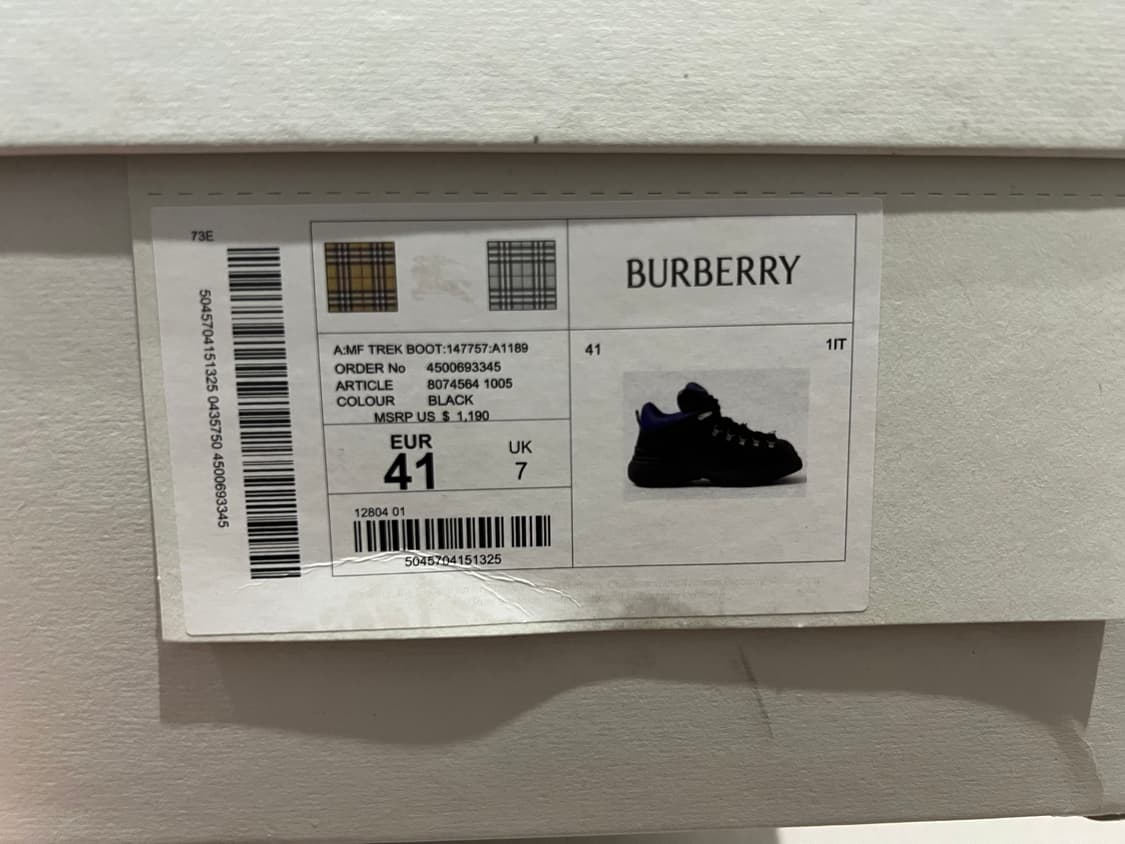 73E
5045704151325 0435750 4500693345
BURBERRY
A:MF TREK BOOT:147757:A1189
ORDER No 4500693345
ARTICLE 8074564 1005
COLOUR BLACK
MSRP US $ 1,190
EUR
41
UK
7
12804 01
5045704151325
41
1IT